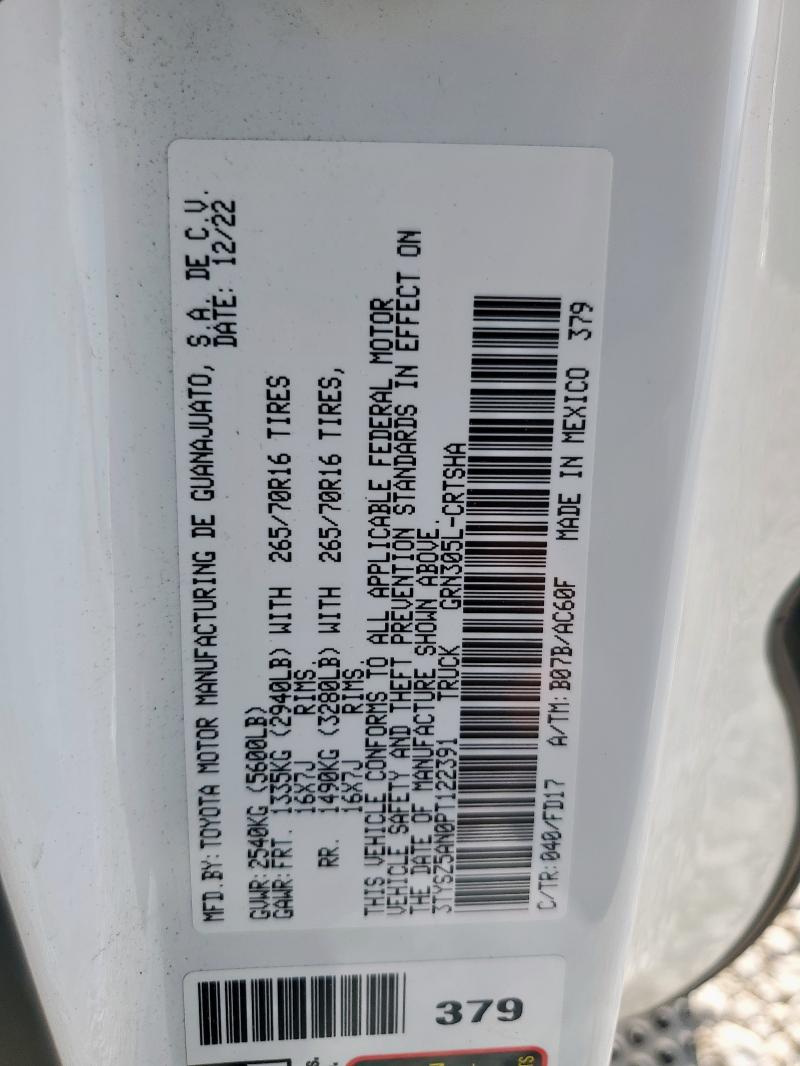 MFD.BY:TOYOTA MOTOR MANUFACTURING DE GUANAJUATO, S.A. DE C.V.
DATE: 12/22
GVWR:2540KG (5600LB)
GAWR:FRT. 1335KG (2940LB) WITH 265/70R16 TIRES
16X7J RIMS
RR. 1490KG (3280LB) WITH 265/70R16 TIRES,
16X7J RIMS.
THIS VEHICLE CONFORMS TO ALL APPLICABLE FEDERAL MOTOR
VEHICLE SAFETY AND THEFT PREVENTION STANDARDS IN EFFECT ON
THE DATE OF MANUFACTURE SHOWN ABOVE.
3TYSZ5AN0PT122391 TRUCK GRN305L-CRTSHA
C/TR:040/FD17 A/TM:B07B/AC60F MADE IN MEXICO 379
379